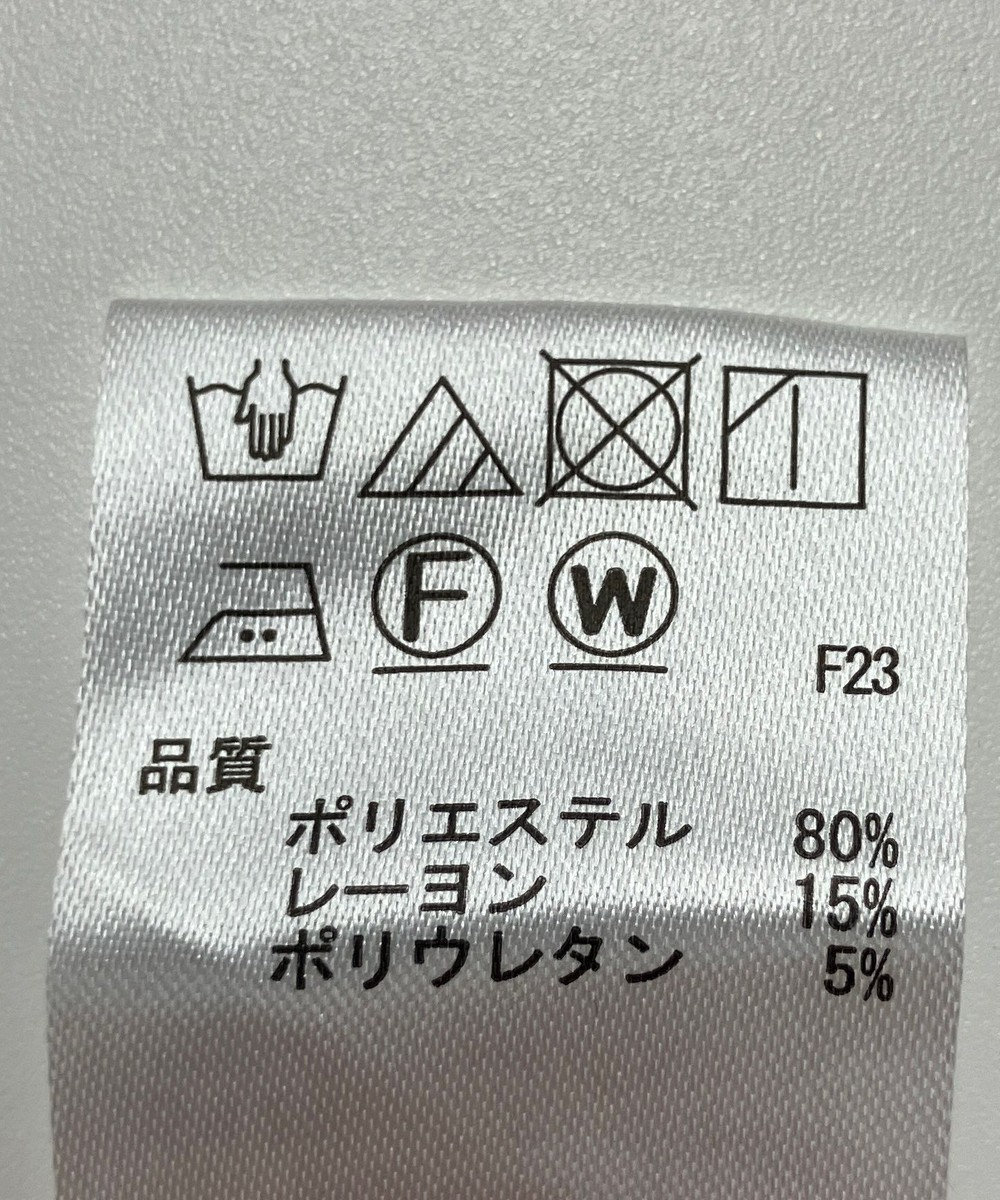 F W
F23
品質
ポリエステル 80%
レーヨン 15%
ポリウレタン 5%